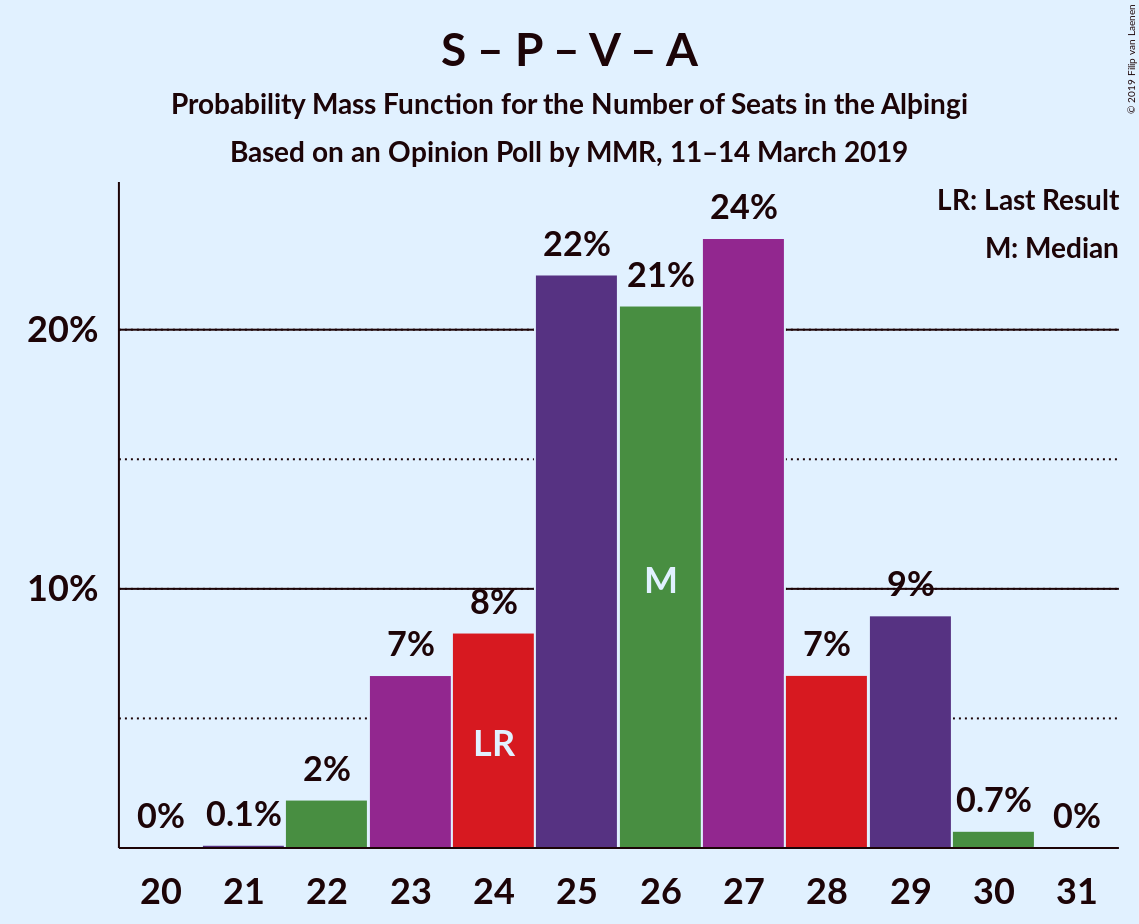 S – P – V – A
Probability Mass Function for the Number of Seats in the Alþingi
Based on an Opinion Poll by MMR, 11–14 March 2019
© 2019 Filip van Laenen
LR: Last Result
M: Median
24%
22%
21%
20%
10%
9%
8%
7%
7%
M
LR
2%
0%
0.1%
0.7%
0%
20 21 22 23 24 25 26 27 28 29 30 31